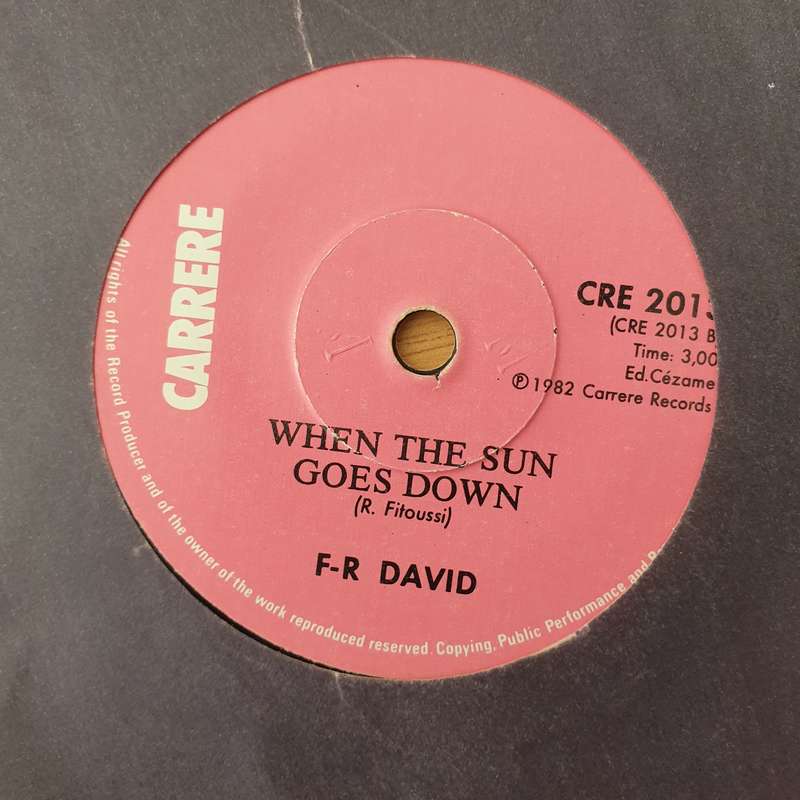 CARRERE
CRE 2013
(CRE 2013 B
Time: 3,00
Ed.Cézame
℗ 1982 Carrere Records
WHEN THE SUN
GOES DOWN
(R. Fitoussi)
F-R DAVID
All rights of the Record Producer and of the owner of the work reproduced reserved. Copying, Public Performance and